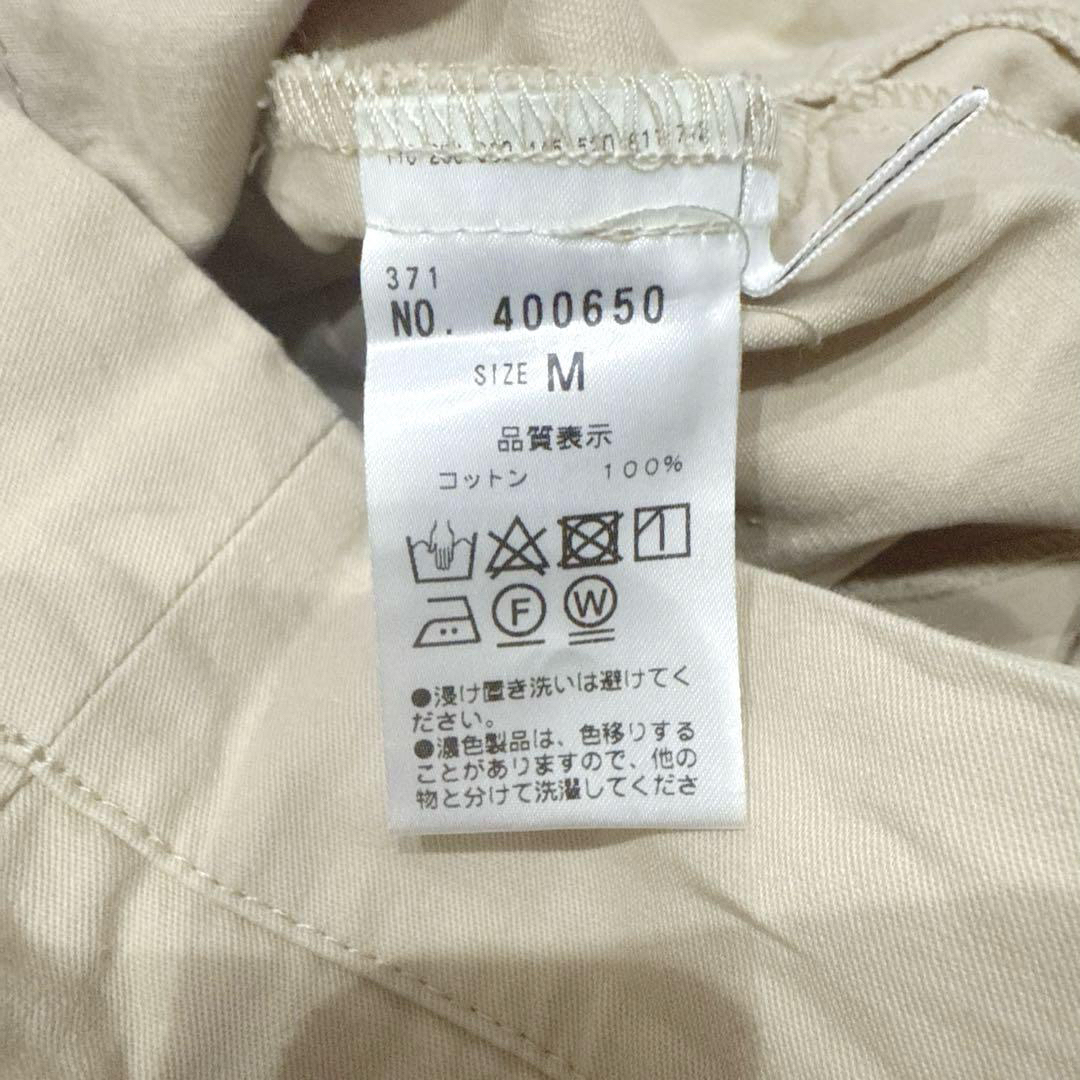 371
NO. 400650
SIZE M
品質表示
コットン 100%
F W
●浸け置き洗いは避けてく
ださい。
●濃色製品は、色移りする
ことがありますので、他の
物と分けて洗濯してくださ